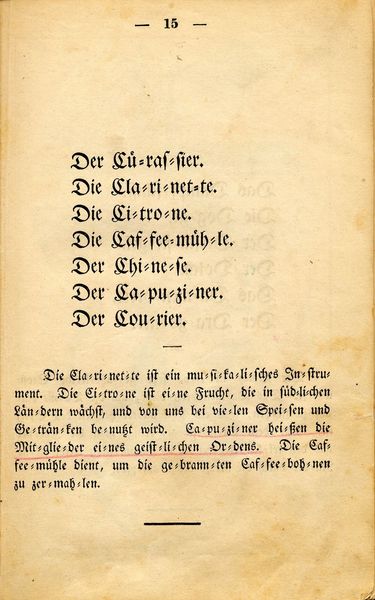 — 15 —
Der Cü-ras-sier.
Die Cla-ri-net-te.
Die Ci-tro-ne.
Die Caf-fee-müh-le.
Der Chi-ne-se.
Der Ca-pu-zi-ner.
Der Cou-rier.
Die Cla-ri-net-te ist ein mu-si-ka-li-sches In-stru-
ment. Die Ci-tro-ne ist ei-ne Frucht, die in süd-lichen
Län-dern wächst, und von uns bei vie-len Spei-sen und
Ge-trän-ken be-nutzt wird. Ca-pu-zi-ner hei-ßen die
Mit-glie-der ei-nes geist-li-chen Or-dens. Die Caf-
fee-mühle dient, um die ge-brann-ten Caf-fee-boh-nen
zu zer-mah-len.